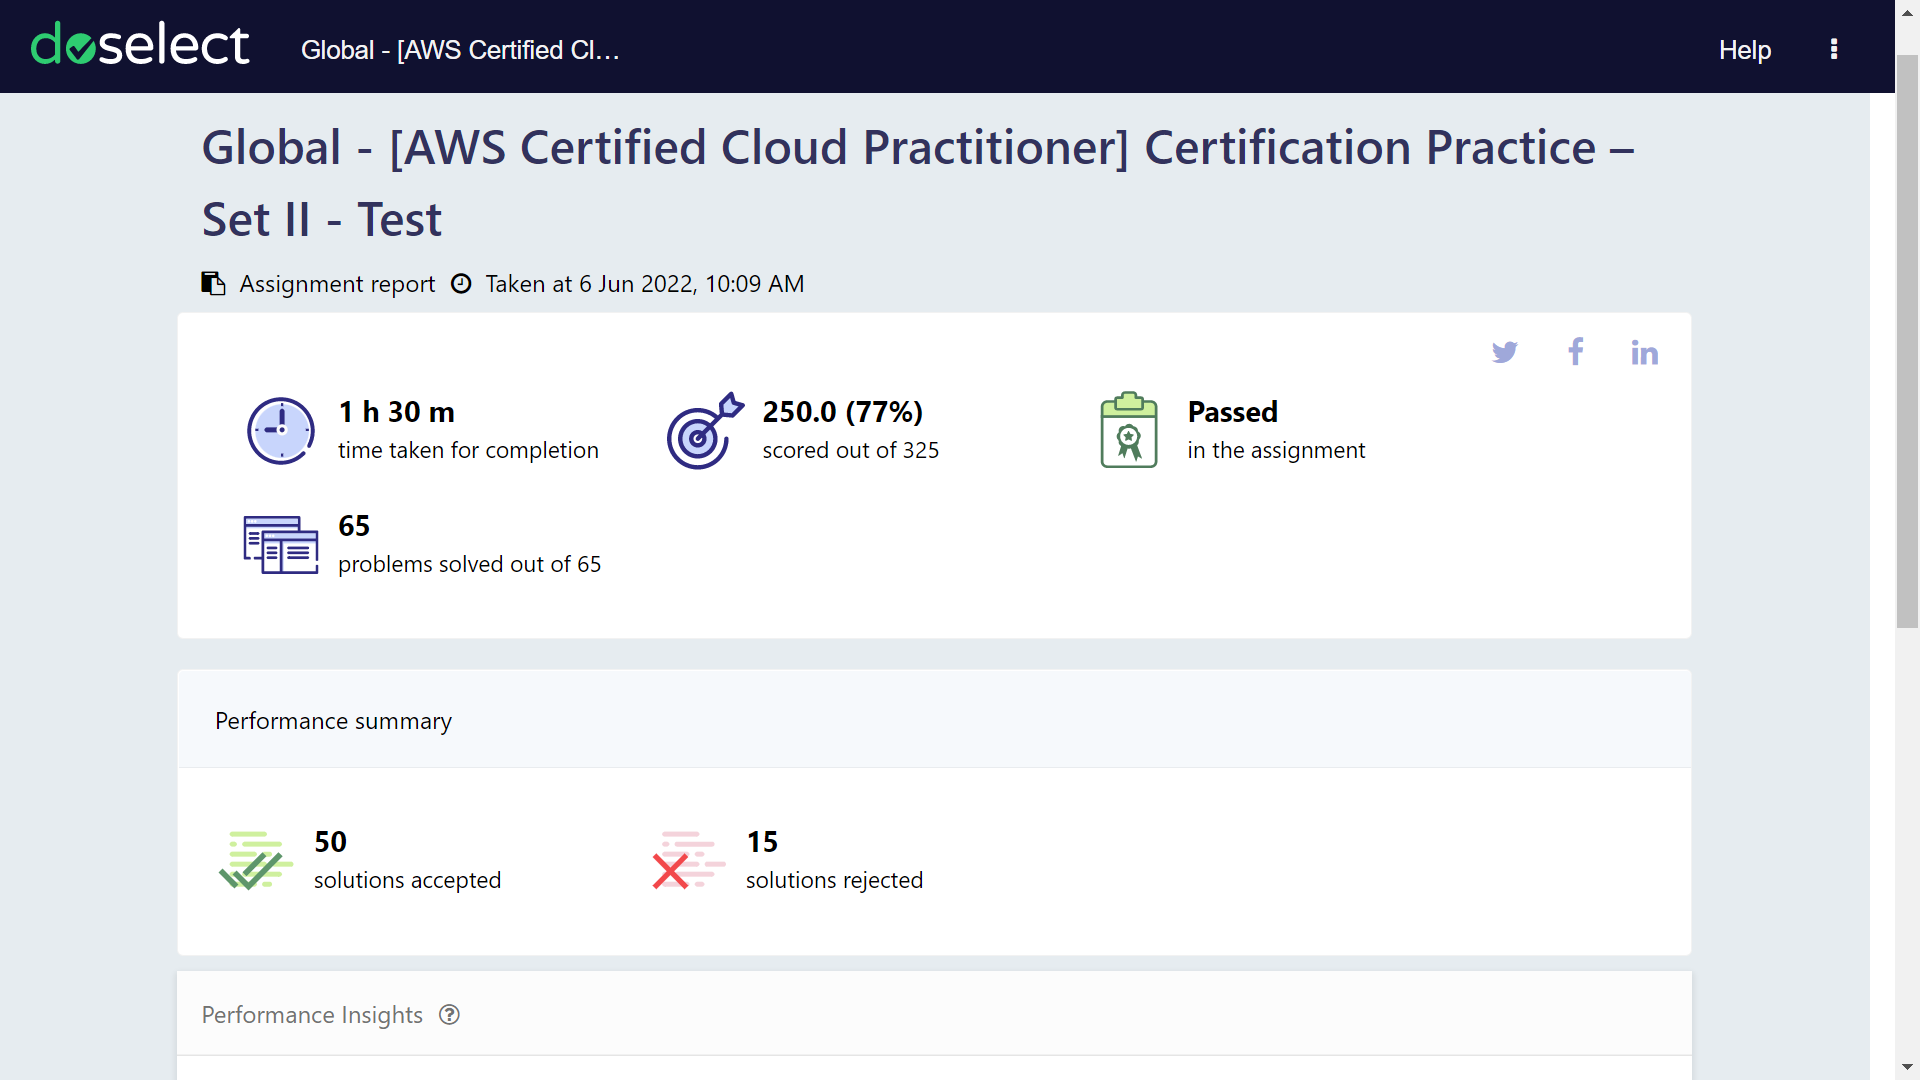 doselect
Global - [AWS Certified Cl...
Help
Global - [AWS Certified Cloud Practitioner] Certification Practice –
Set II - Test
Assignment report Taken at 6 Jun 2022, 10:09 AM
1 h 30 m
time taken for completion
250.0 (77%)
scored out of 325
Passed
in the assignment
65
problems solved out of 65
Performance summary
50
solutions accepted
15
solutions rejected
Performance Insights